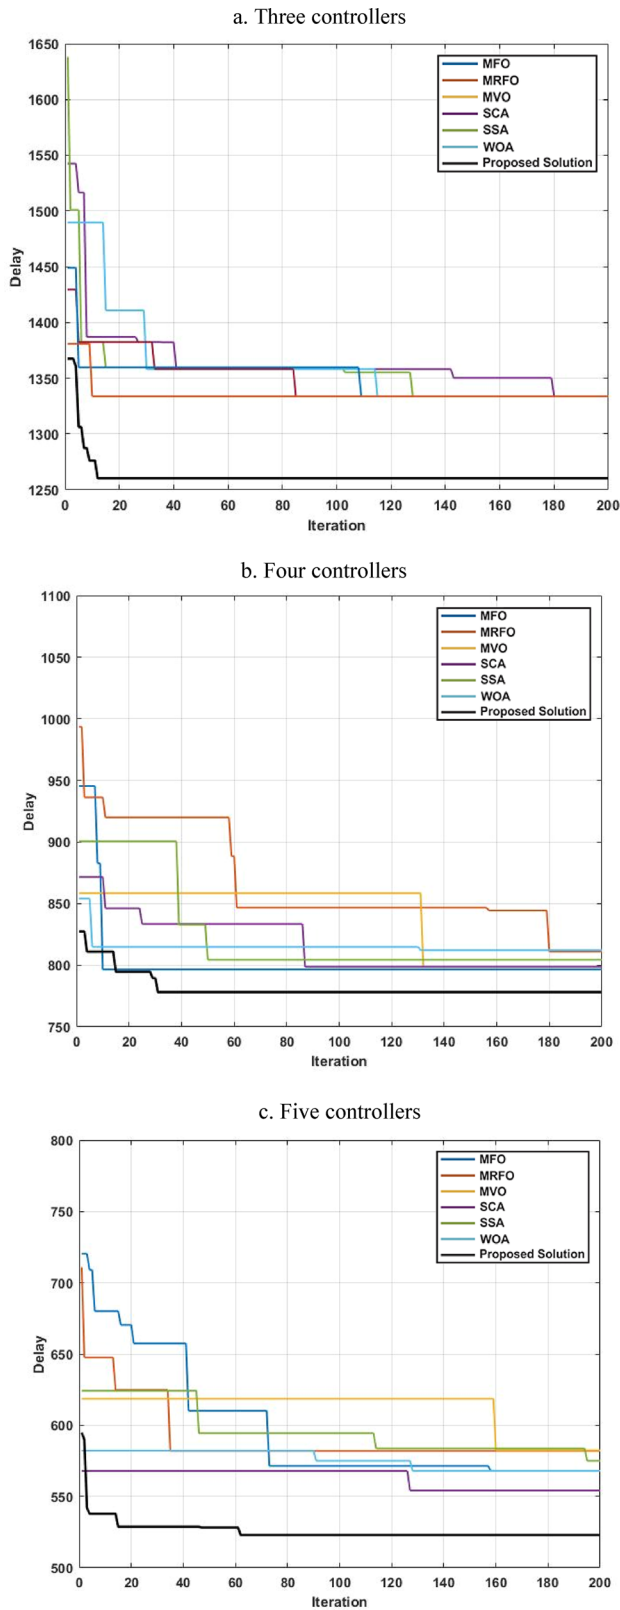 a. Three controllers
1650
1600
1550
1500
1450
1400
1350
1300
1250
Delay
0 20 40 60 80 100 120 140 160 180 200
Iteration
MFO
MRFO
MVO
SCA
SSA
WOA
Proposed Solution
b. Four controllers
1100
1050
1000
950
900
850
800
750
Delay
0 20 40 60 80 100 120 140 160 180 200
Iteration
MFO
MRFO
MVO
SCA
SSA
WOA
Proposed Solution
c. Five controllers
800
750
700
650
600
550
500
Delay
0 20 40 60 80 100 120 140 160 180 200
Iteration
MFO
MRFO
MVO
SCA
SSA
WOA
Proposed Solution